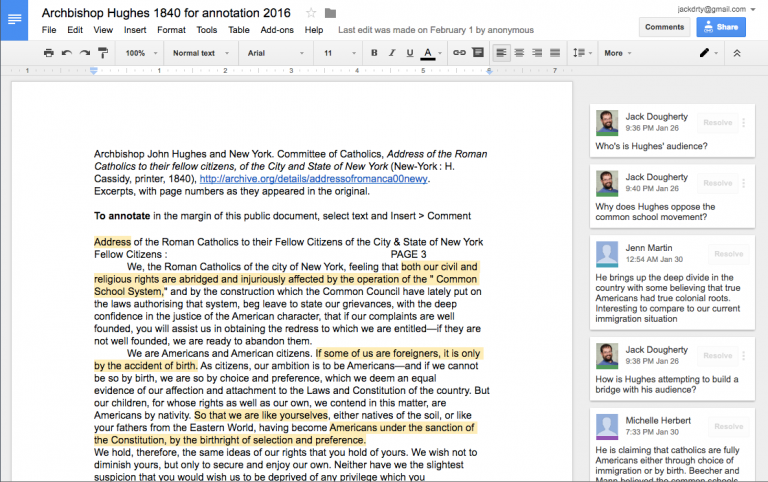 Archbishop Hughes 1840 for annotation 2016
jackdrty@gmail.com
File Edit View Insert Format Tools Table Add-ons Help
Last edit was made on February 1 by anonymous
Comments
Share
100%
Normal text
Arial
11
B I U A
More
1 1 2 3 4 5 6 7
Archbishop John Hughes and New York. Committee of Catholics, Address of the Roman
Catholics to their fellow citizens, of the City and State of New York (New-York : H.
Cassidy, printer, 1840), http://archive.org/details/addressofromanca00newy.
Excerpts, with page numbers as they appeared in the original.
To annotate in the margin of this public document, select text and Insert > Comment
Address of the Roman Catholics to their Fellow Citizens of the City & State of New York
Fellow Citizens : PAGE 3
We, the Roman Catholics of the city of New York, feeling that both our civil and
religious rights are abridged and injuriously affected by the operation of the " Common
School System," and by the construction which the Common Council have lately put on
the laws authorising that system, beg leave to state our grievances, with the deep
confidence in the justice of the American character, that if our complaints are well
founded, you will assist us in obtaining the redress to which we are entitled—if they are
not well founded, we are ready to abandon them.
We are Americans and American citizens. If some of us are foreigners, it is only
by the accident of birth. As citizens, our ambition is to be Americans—and if we cannot
be so by birth, we are so by choice and preference, which we deem an equal
evidence of our affection and attachment to the Laws and Constitution of the country. But
our children, for whose rights as well as our own, we contend in this matter, are
Americans by nativity. So that we are like yourselves, either natives of the soil, or like
your fathers from the Eastern World, having become Americans under the sanction of
the Constitution, by the birthright of selection and preference.
We hold, therefore, the same ideas of our rights that you hold of yours. We wish not to
diminish yours, but only to secure and enjoy our own. Neither have we the slightest
suspicion that you would wish us to be deprived of any privilege which you
Jack Dougherty
9:36 PM Jan 26
Resolve
Who's is Hughes' audience?
Jack Dougherty
9:40 PM Jan 26
Resolve
Why does Hughes oppose the
common school movement?
Jenn Martin
12:54 AM Jan 30
Resolve
He brings up the deep divide in the
country with some believing that true
Americans had true colonial roots.
Interesting to compare to our current
immigration situation
Jack Dougherty
9:38 PM Jan 26
Resolve
How is Hughes attempting to build a
bridge with his audience?
Michelle Herbert
7:33 PM Jan 30
Resolve
He is claiming that catholics are fully
Americans either through choice of
immigration or by birth. Beecher and
Mann believed the common schools